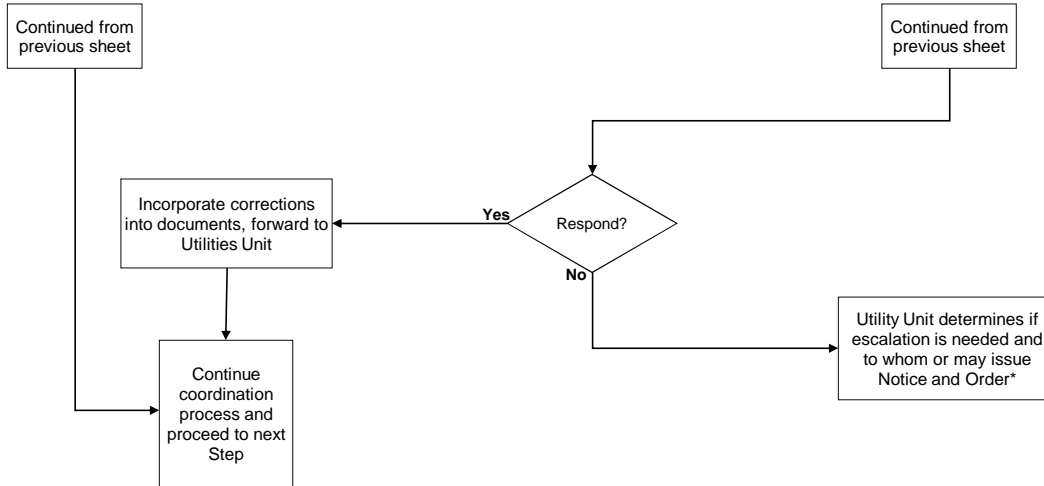 Continued from
previous sheet
Continued from
previous sheet
Incorporate corrections
into documents, forward to
Utilities Unit
Yes
Respond?
No
Utility Unit determines if
escalation is needed and
to whom or may issue
Notice and Order*
Continue
coordination
process and
proceed to next
Step